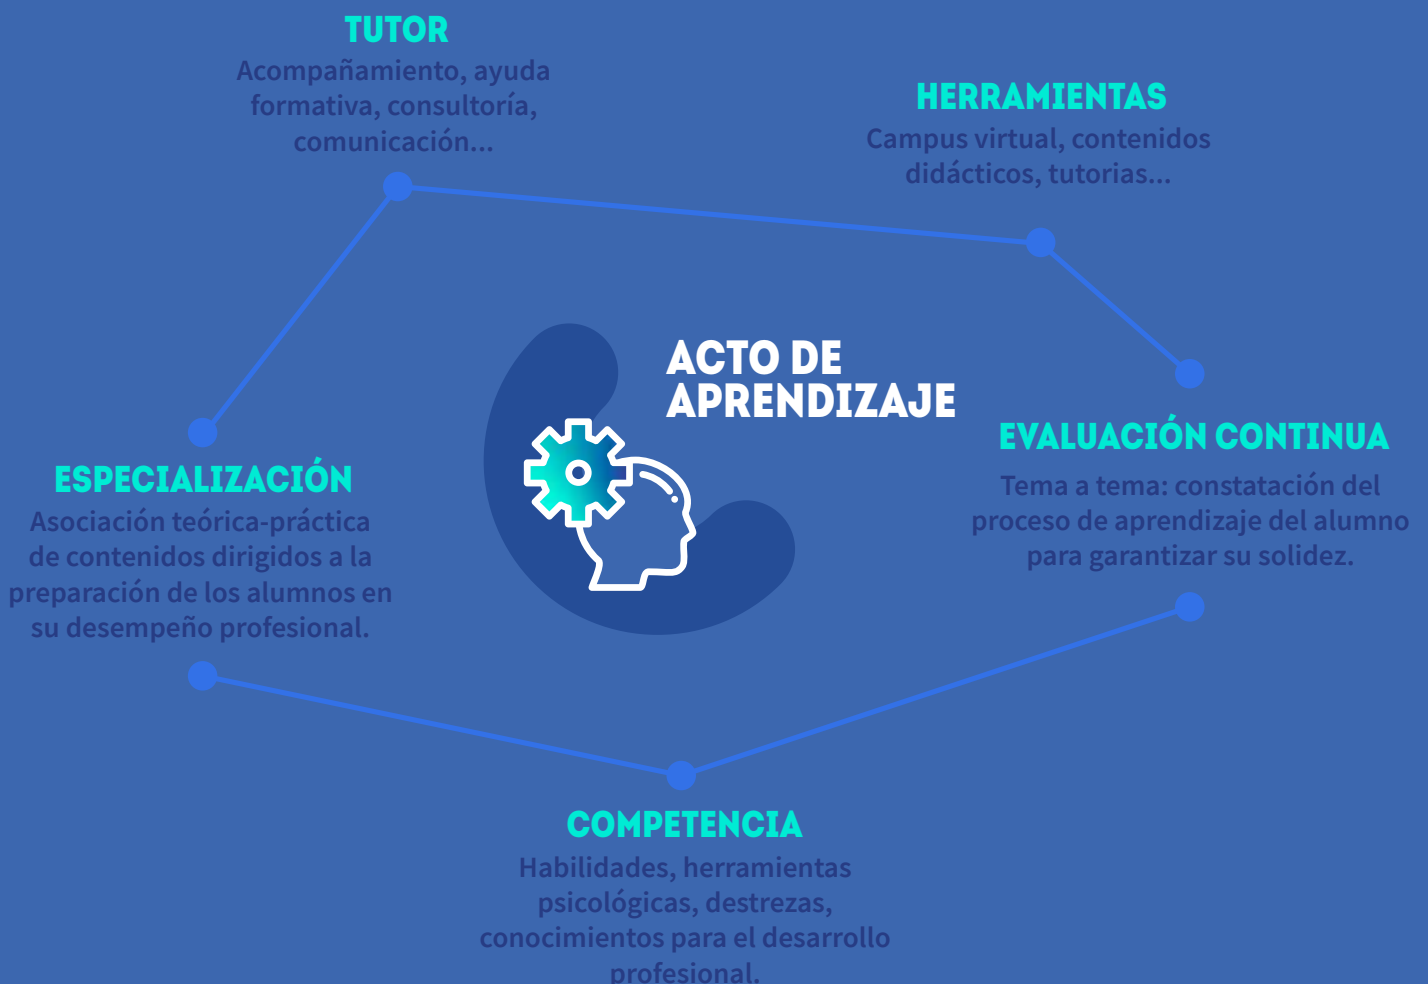 TUTOR
Acompañamiento, ayuda
formativa, consultoría,
comunicación...
HERRAMIENTAS
Campus virtual, contenidos
didácticos, tutorias...
ACTO DE
APRENDIZAJE
EVALUACIÓN CONTINUA
Tema a tema: constatación del
proceso de aprendizaje del alumno
para garantizar su solidez.
ESPECIALIZACIÓN
Asociación teórica-práctica
de contenidos dirigidos a la
preparación de los alumnos en
su desempeño profesional.
COMPETENCIA
Habilidades, herramientas
psicológicas, destrezas,
conocimientos para el desarrollo
profesional.